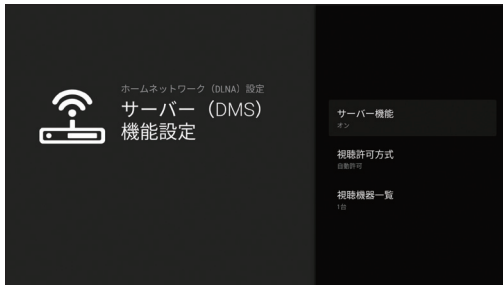 ホームネットワーク（DLNA）設定
サーバー（DMS）
機能設定
サーバー機能
オン
視聴許可方式
自動許可
視聴機器一覧
1台